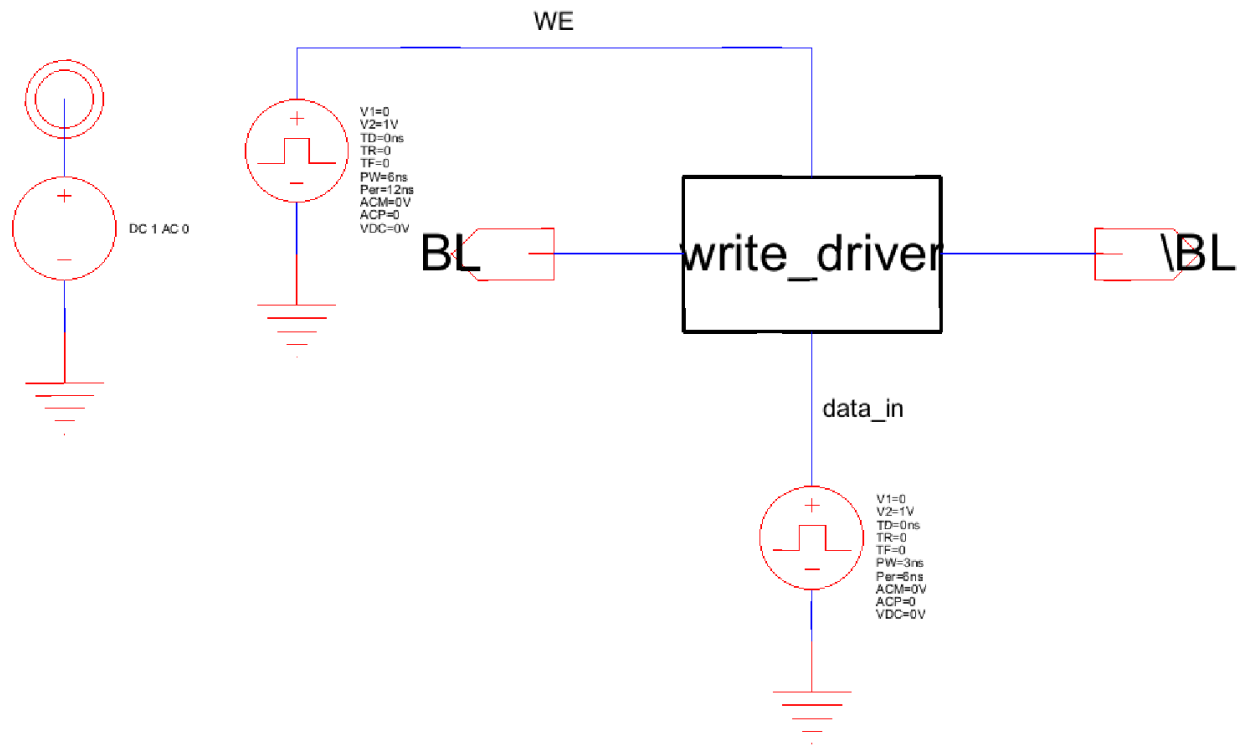 WE
V1=0
V2=1V
TD=0ns
TR=0
TF=0
PW=6ns
Per=12ns
ACM=0V
ACP=0
VDC=0V
DC 1 AC 0
BL
write_driver
\BL
data_in
V1=0
V2=1V
TD=0ns
TR=0
TF=0
PW=3ns
Per=6ns
ACM=0V
ACP=0
VDC=0V